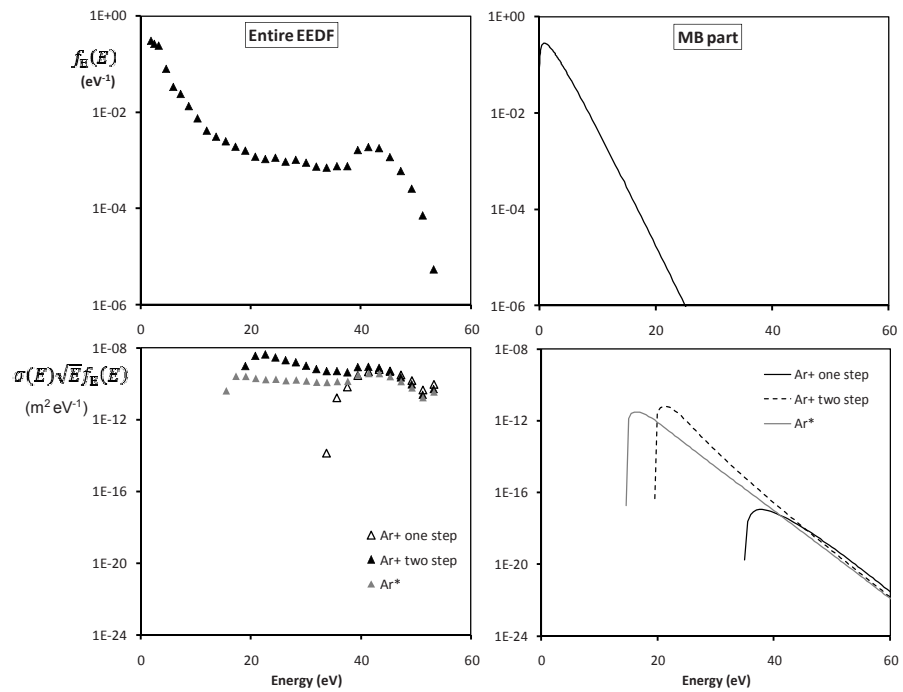 Entire EEDF
MB part
f_E(E)
(eV⁻¹)
1E+00
1E-02
1E-04
1E-06
0
20
40
60
1E+00
1E-02
1E-04
1E-06
0
20
40
60
σ(E)√E f_E(E)
(m² eV⁻¹)
1E-08
1E-12
1E-16
1E-20
1E-24
Ar+ one step
Ar+ two step
Ar*
0
20
40
60
Energy (eV)
1E-08
1E-12
1E-16
1E-20
1E-24
Ar+ one step
Ar+ two step
Ar*
0
20
40
60
Energy (eV)